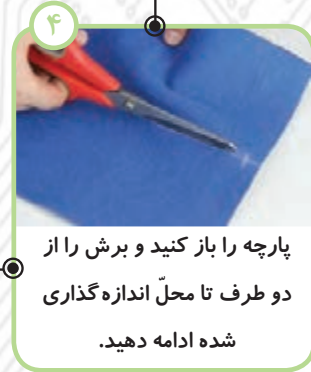 ۴
پارچه را باز کنید و برش را از
دو طرف تا محلّ اندازه‌گذاری
شده ادامه دهید.